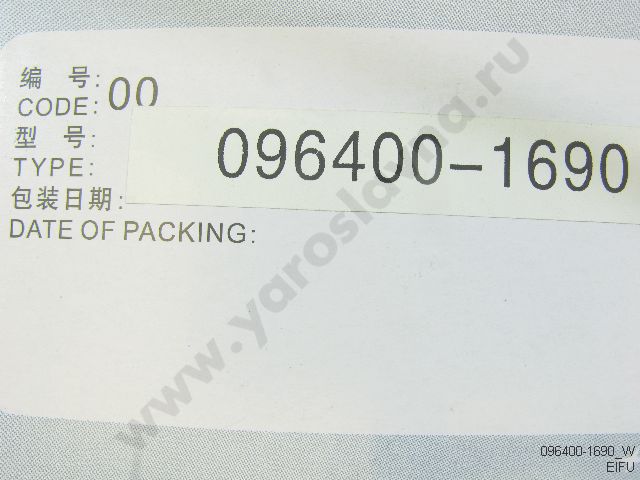 编 号:
CODE: 00
型 号:
TYPE: 096400-1690
包装日期:
DATE OF PACKING:
www.yaroslavna.ru
096400-1690_W
EIFU